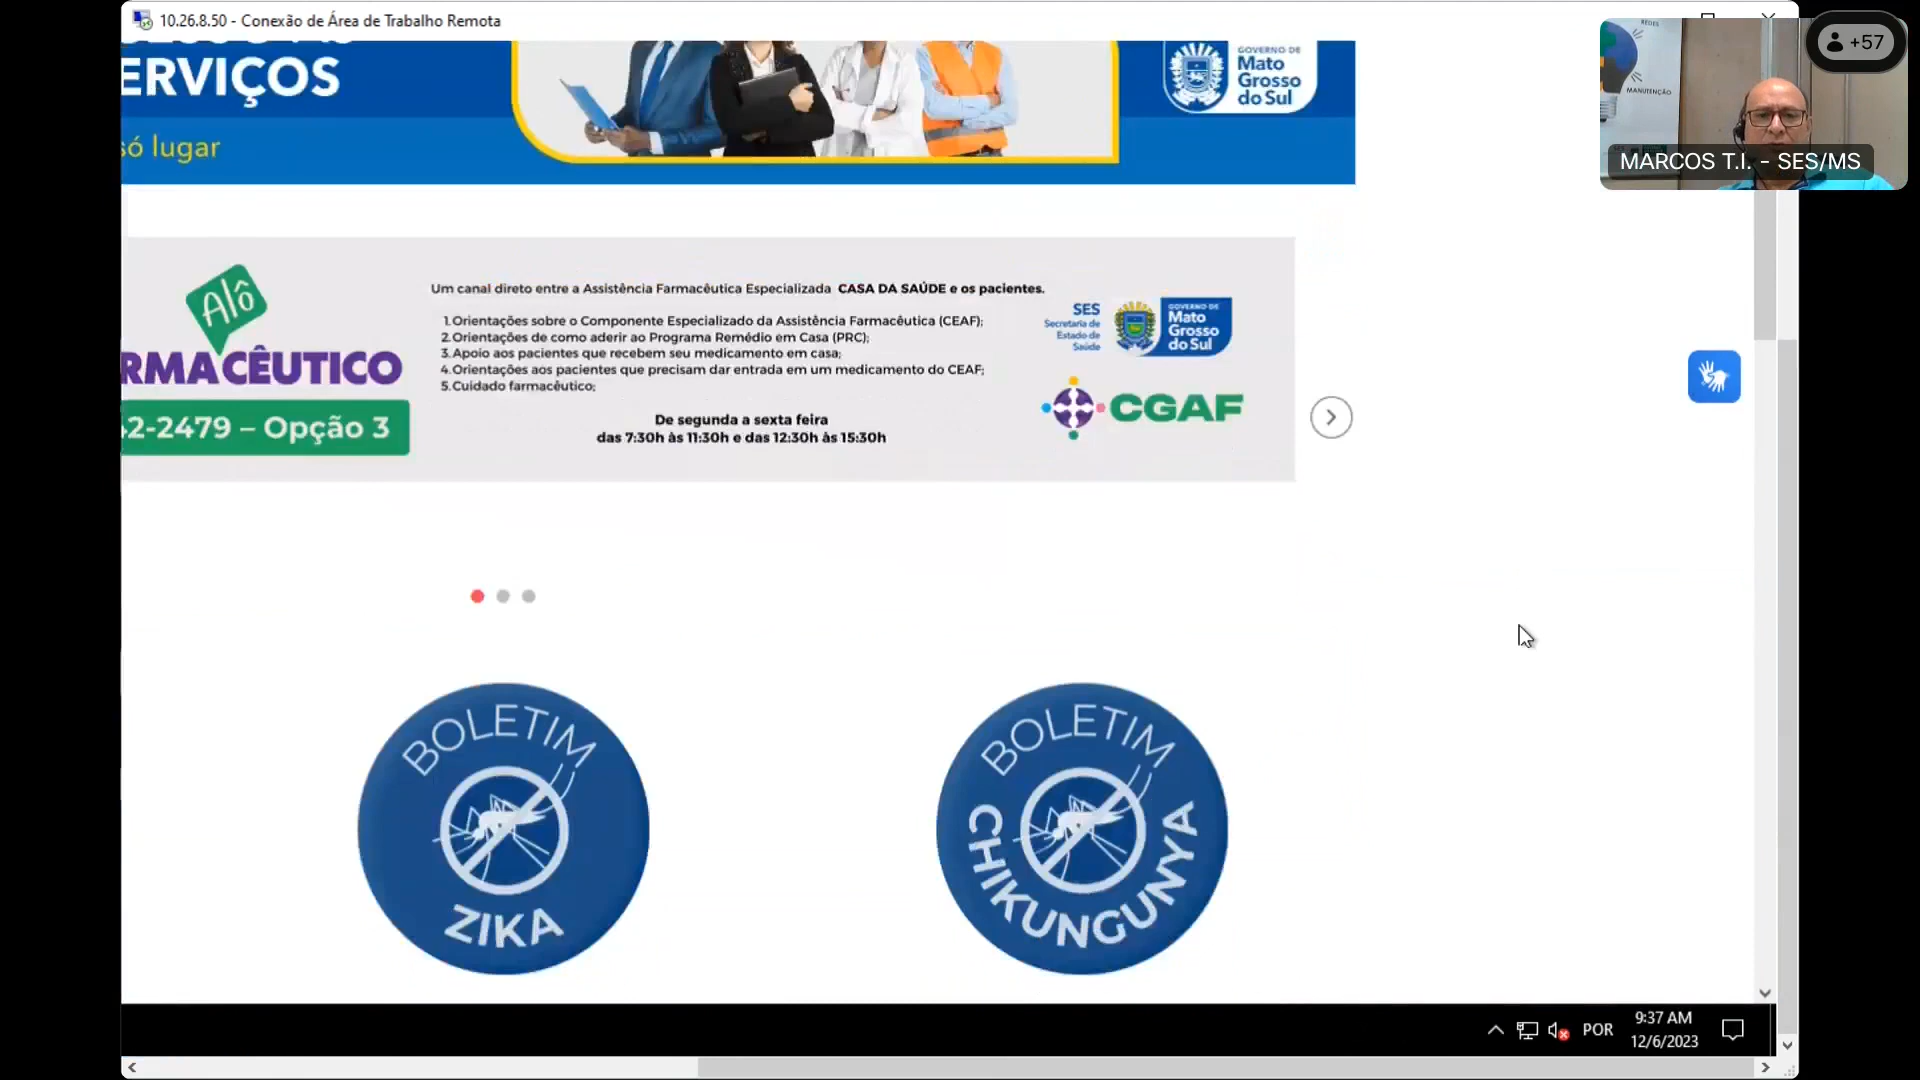 10.26.8.50 - Conexão de Área de Trabalho Remota
ERVIÇOS
só lugar
GOVERNO DE
Mato
Grosso
do Sul
REDES
MANUTENÇÃO
+57
MARCOS T.I. - SES/MS
Alô
RMACÊUTICO
2-2479 – Opção 3
Um canal direto entre a Assistência Farmacêutica Especializada CASA DA SAÚDE e os pacientes.
1. Orientações sobre o Componente Especializado da Assistência Farmacêutica (CEAF);
2. Orientações de como aderir ao Programa Remédio em Casa (PRC);
3. Apoio aos pacientes que recebem seu medicamento em casa;
4. Orientações aos pacientes que precisam dar entrada em um medicamento do CEAF;
5. Cuidado farmacêutico;
De segunda a sexta feira
das 7:30h às 11:30h e das 12:30h às 15:30h
SES
Secretaria de
Estado de
Saúde
GOVERNO DE
Mato
Grosso
do Sul
CGAF
BOLETIM
ZIKA
BOLETIM
CHIKUNGUNYA
POR
9:37 AM
12/6/2023